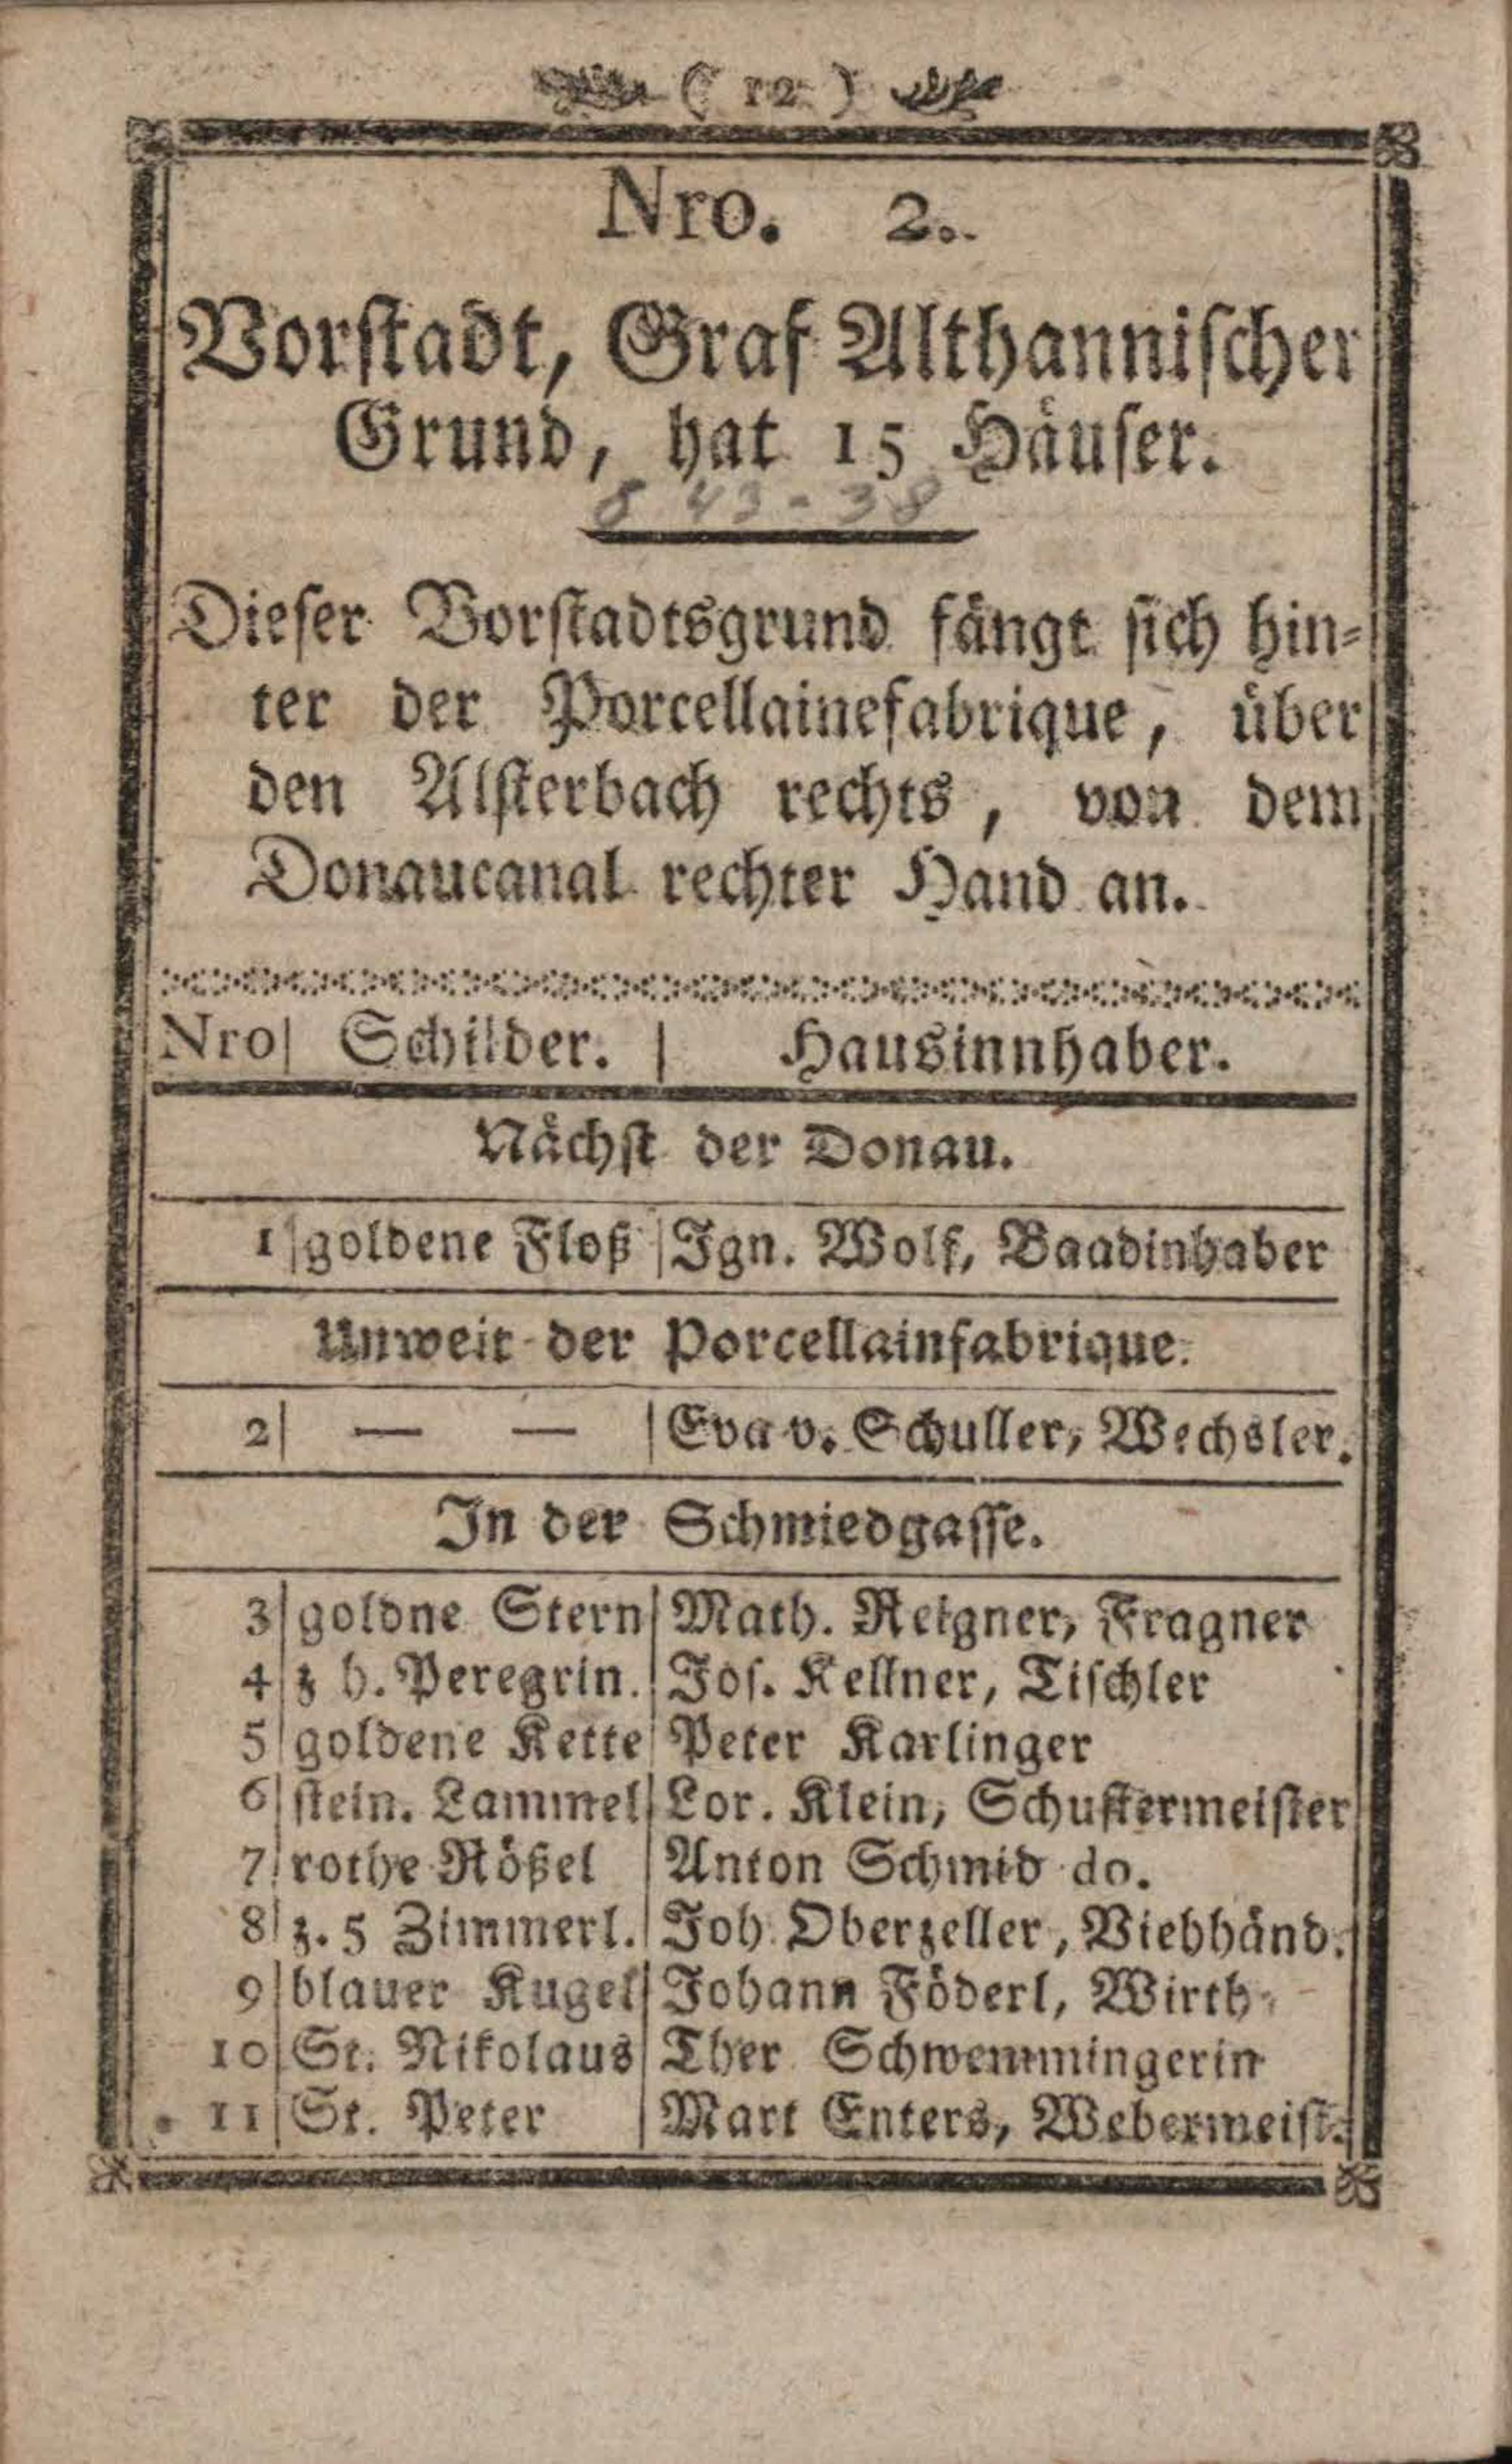 ( 12 )
Nro. 2.
Vorstadt, Graf Althannischer
Grund, hat 15 Häuser.
843-38
Dieser Vorstadtsgrund fängt sich hin=
ter der Porcellainefabrique, über
den Alsterbach rechts, von dem
Donaucanal rechter Hand an.
Nro| Schilder. | Hausinnhaber.
Nächst der Donau.
1|goldene Floß|Ign. Wolf, Baadinhaber
Unweit der Porcellainfabrique.
2| — — |Eva v. Schuller, Wechsler.
In der Schmiedgasse.
3|goldne Stern|Math. Reigner, Fragner
4|z h. Peregrin.|Jos. Kellner, Tischler
5|goldene Kette|Peter Karlinger
6|stein. Lammel|Lor. Klein, Schustermeister
7|rothe Rößel|Anton Schmid do.
8|z. 5 Zimmerl.|Joh. Oberzeller, Viehhänd.
9|blauer Kugel|Johann Föderl, Wirth
10|St. Nikolaus|Ther Schwemmingerin
11|St. Peter|Mart Enters, Webermeist.